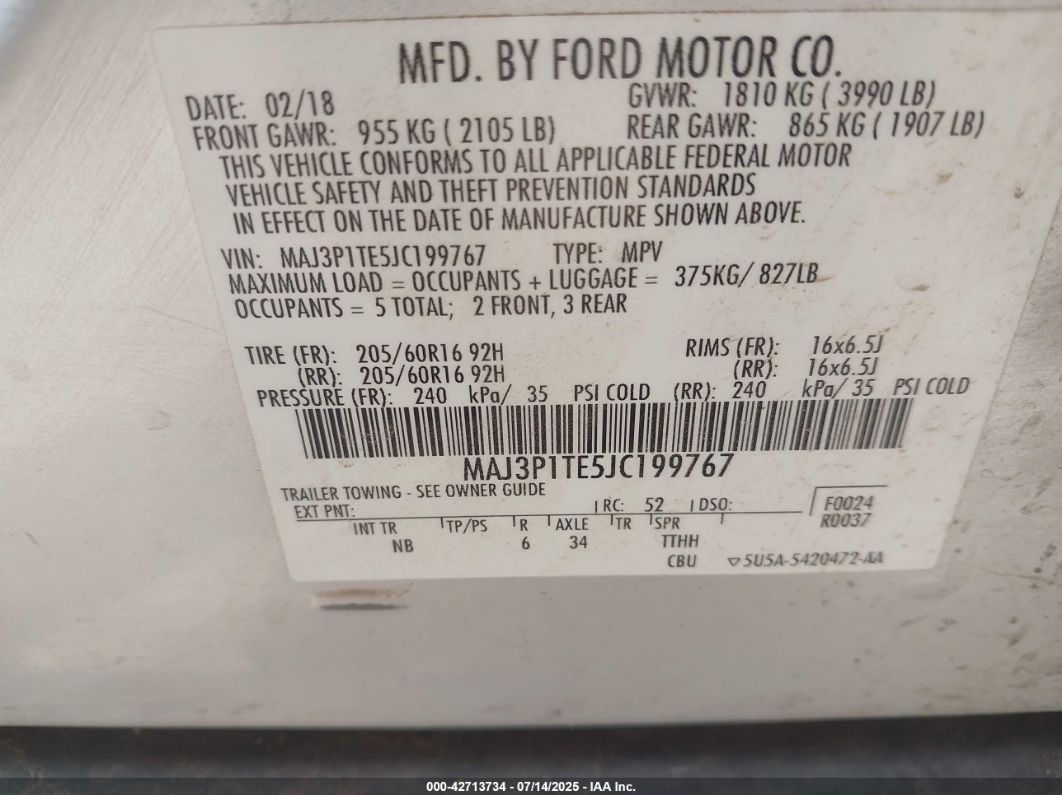 MFD. BY FORD MOTOR CO.
DATE: 02/18 GVWR: 1810 KG ( 3990 LB)
FRONT GAWR: 955 KG ( 2105 LB) REAR GAWR: 865 KG ( 1907 LB)
THIS VEHICLE CONFORMS TO ALL APPLICABLE FEDERAL MOTOR
VEHICLE SAFETY AND THEFT PREVENTION STANDARDS
IN EFFECT ON THE DATE OF MANUFACTURE SHOWN ABOVE.
VIN: MAJ3P1TE5JC199767 TYPE: MPV
MAXIMUM LOAD = OCCUPANTS + LUGGAGE = 375KG/ 827LB
OCCUPANTS = 5 TOTAL; 2 FRONT, 3 REAR
TIRE (FR): 205/60R16 92H RIMS (FR): 16x6.5J
(RR): 205/60R16 92H (RR): 16x6.5J
PRESSURE (FR): 240 kPa/ 35 PSI COLD (RR): 240 kPa/ 35 PSI COLD
MAJ3P1TE5JC199767
TRAILER TOWING - SEE OWNER GUIDE
EXT PNT: RC: 52 DSO: F0024
R0037
INT TR TP/PS R AXLE TR SPR
NB 6 34 TTHH
CBU ▽5U5A-5420472-AA
000-42713734 - 07/14/2025 - IAA Inc.